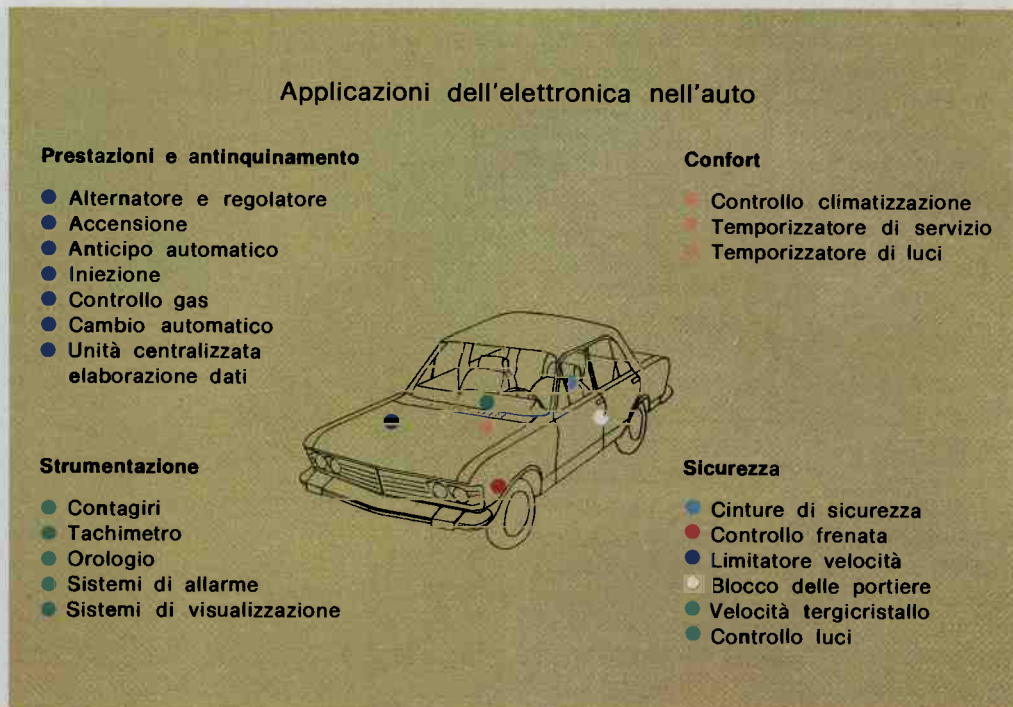 Applicazioni dell'elettronica nell'auto
Prestazioni e antinquinamento
Alternatore e regolatore
Accensione
Anticipo automatico
Iniezione
Controllo gas
Cambio automatico
Unità centralizzata
elaborazione dati
Confort
Controllo climatizzazione
Temporizzatore di servizio
Temporizzatore di luci
Strumentazione
Contagiri
Tachimetro
Orologio
Sistemi di allarme
Sistemi di visualizzazione
Sicurezza
Cinture di sicurezza
Controllo frenata
Limitatore velocità
Blocco delle portiere
Velocità tergicristallo
Controllo luci